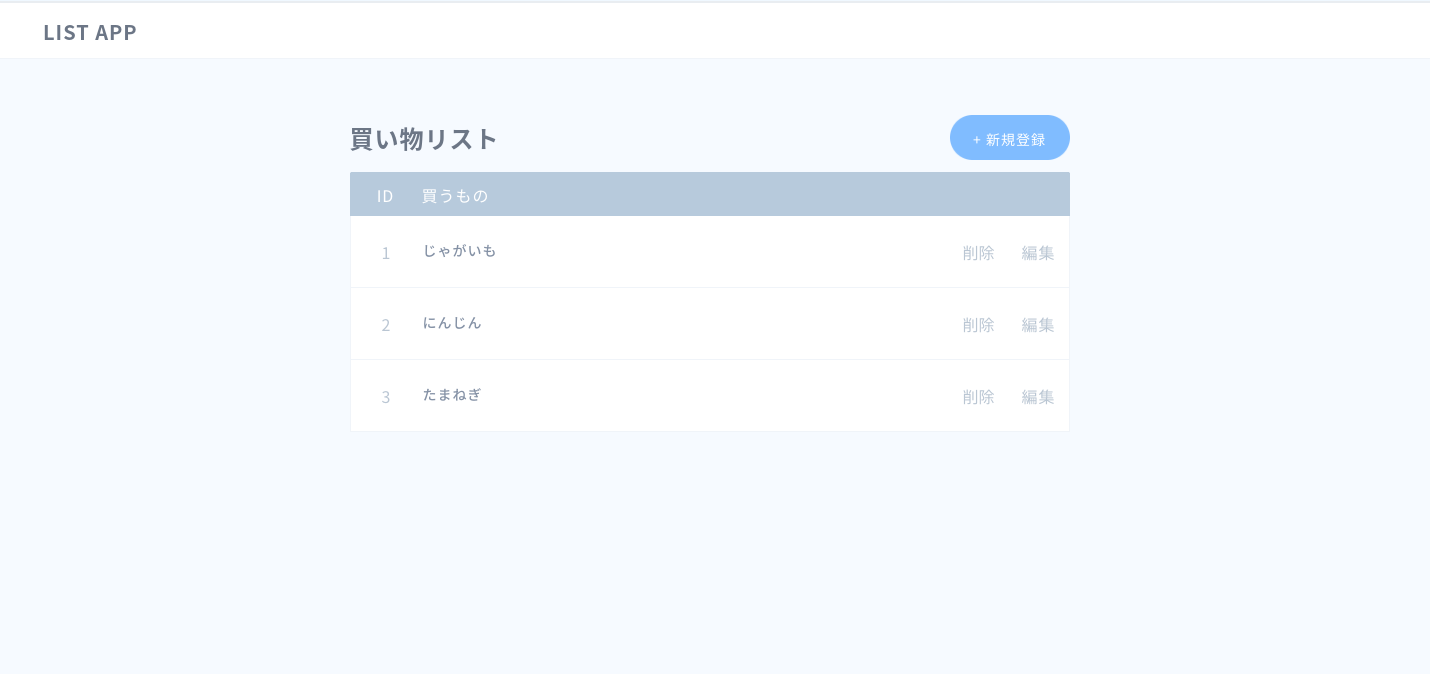 LIST APP
買い物リスト
+ 新規登録
ID 買うもの
1 じゃがいも 削除 編集
2 にんじん 削除 編集
3 たまねぎ 削除 編集